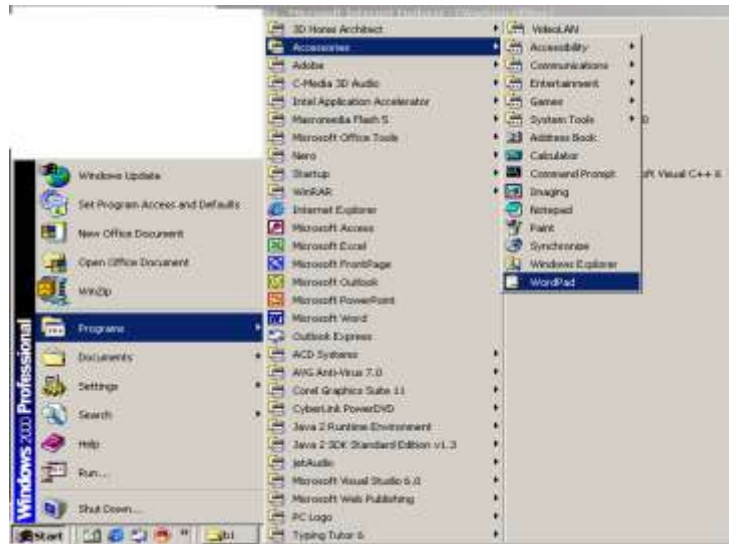 Microsoft Internet Explorer
Windows 2000 Professional
Windows Update
Set Program Access and Defaults
New Office Document
Open Office Document
WinZip
Programs
Documents
Settings
Search
Help
Run...
Shut Down...
Start
jb1
3D Home Architect
Accessories
Adobe
C-Media 3D Audio
Intel Application Accelerator
Macromedia Flash 5
Microsoft Office Tools
Nero
Startup
WinRAR
Internet Explorer
Microsoft Access
Microsoft Excel
Microsoft FrontPage
Microsoft Outlook
Microsoft PowerPoint
Microsoft Word
Outlook Express
ACD Systems
AVG Anti-Virus 7.0
Corel Graphics Suite 11
CyberLink PowerDVD
Java 2 Runtime Environment
Java 2 SDK Standard Edition v1.3
JetAudio
Microsoft Visual Studio 6.0
Microsoft Web Publishing
PC Logo
Typing Tutor 6
VideoLAN
Accessibility
Communications
Entertainment
Games
System Tools
Address Book
Calculator
Command Prompt
Imaging
Notepad
Paint
Synchronize
Windows Explorer
WordPad
Visual C++ 6